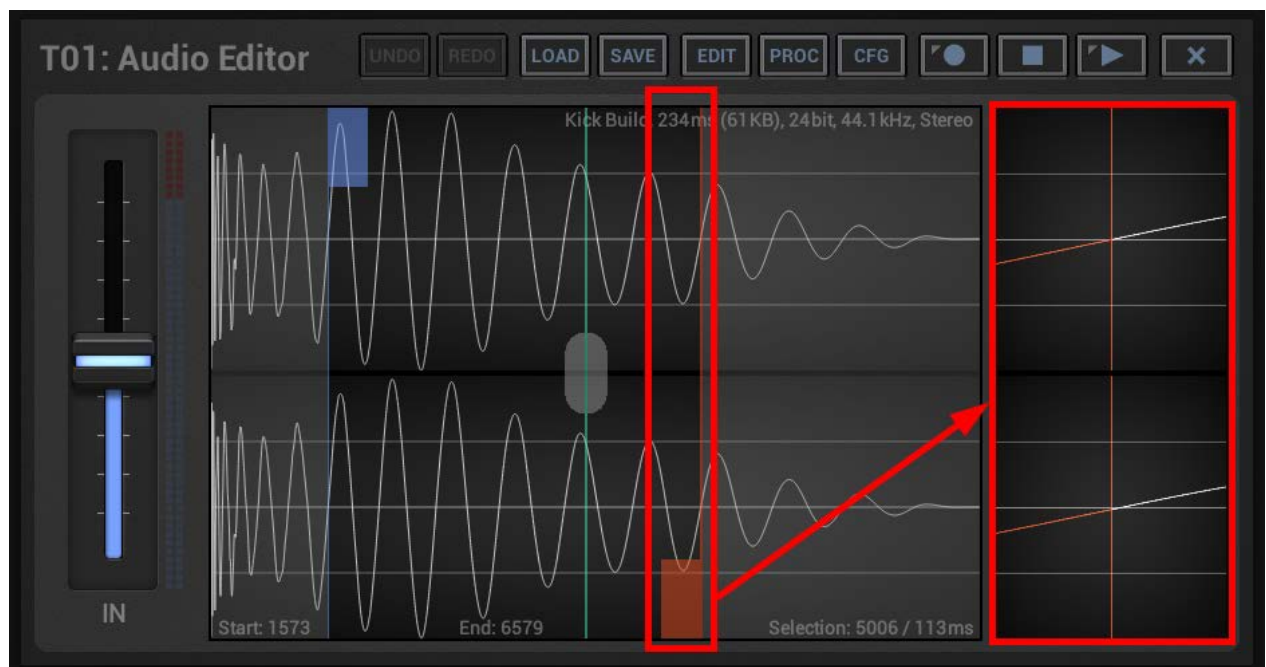 T01: Audio Editor UNDO REDO LOAD SAVE EDIT PROC CFG
Kick Build, 234ms (61KB), 24bit, 44.1kHz, Stereo
IN
Start: 1573 End: 6579 Selection: 5006 / 113ms